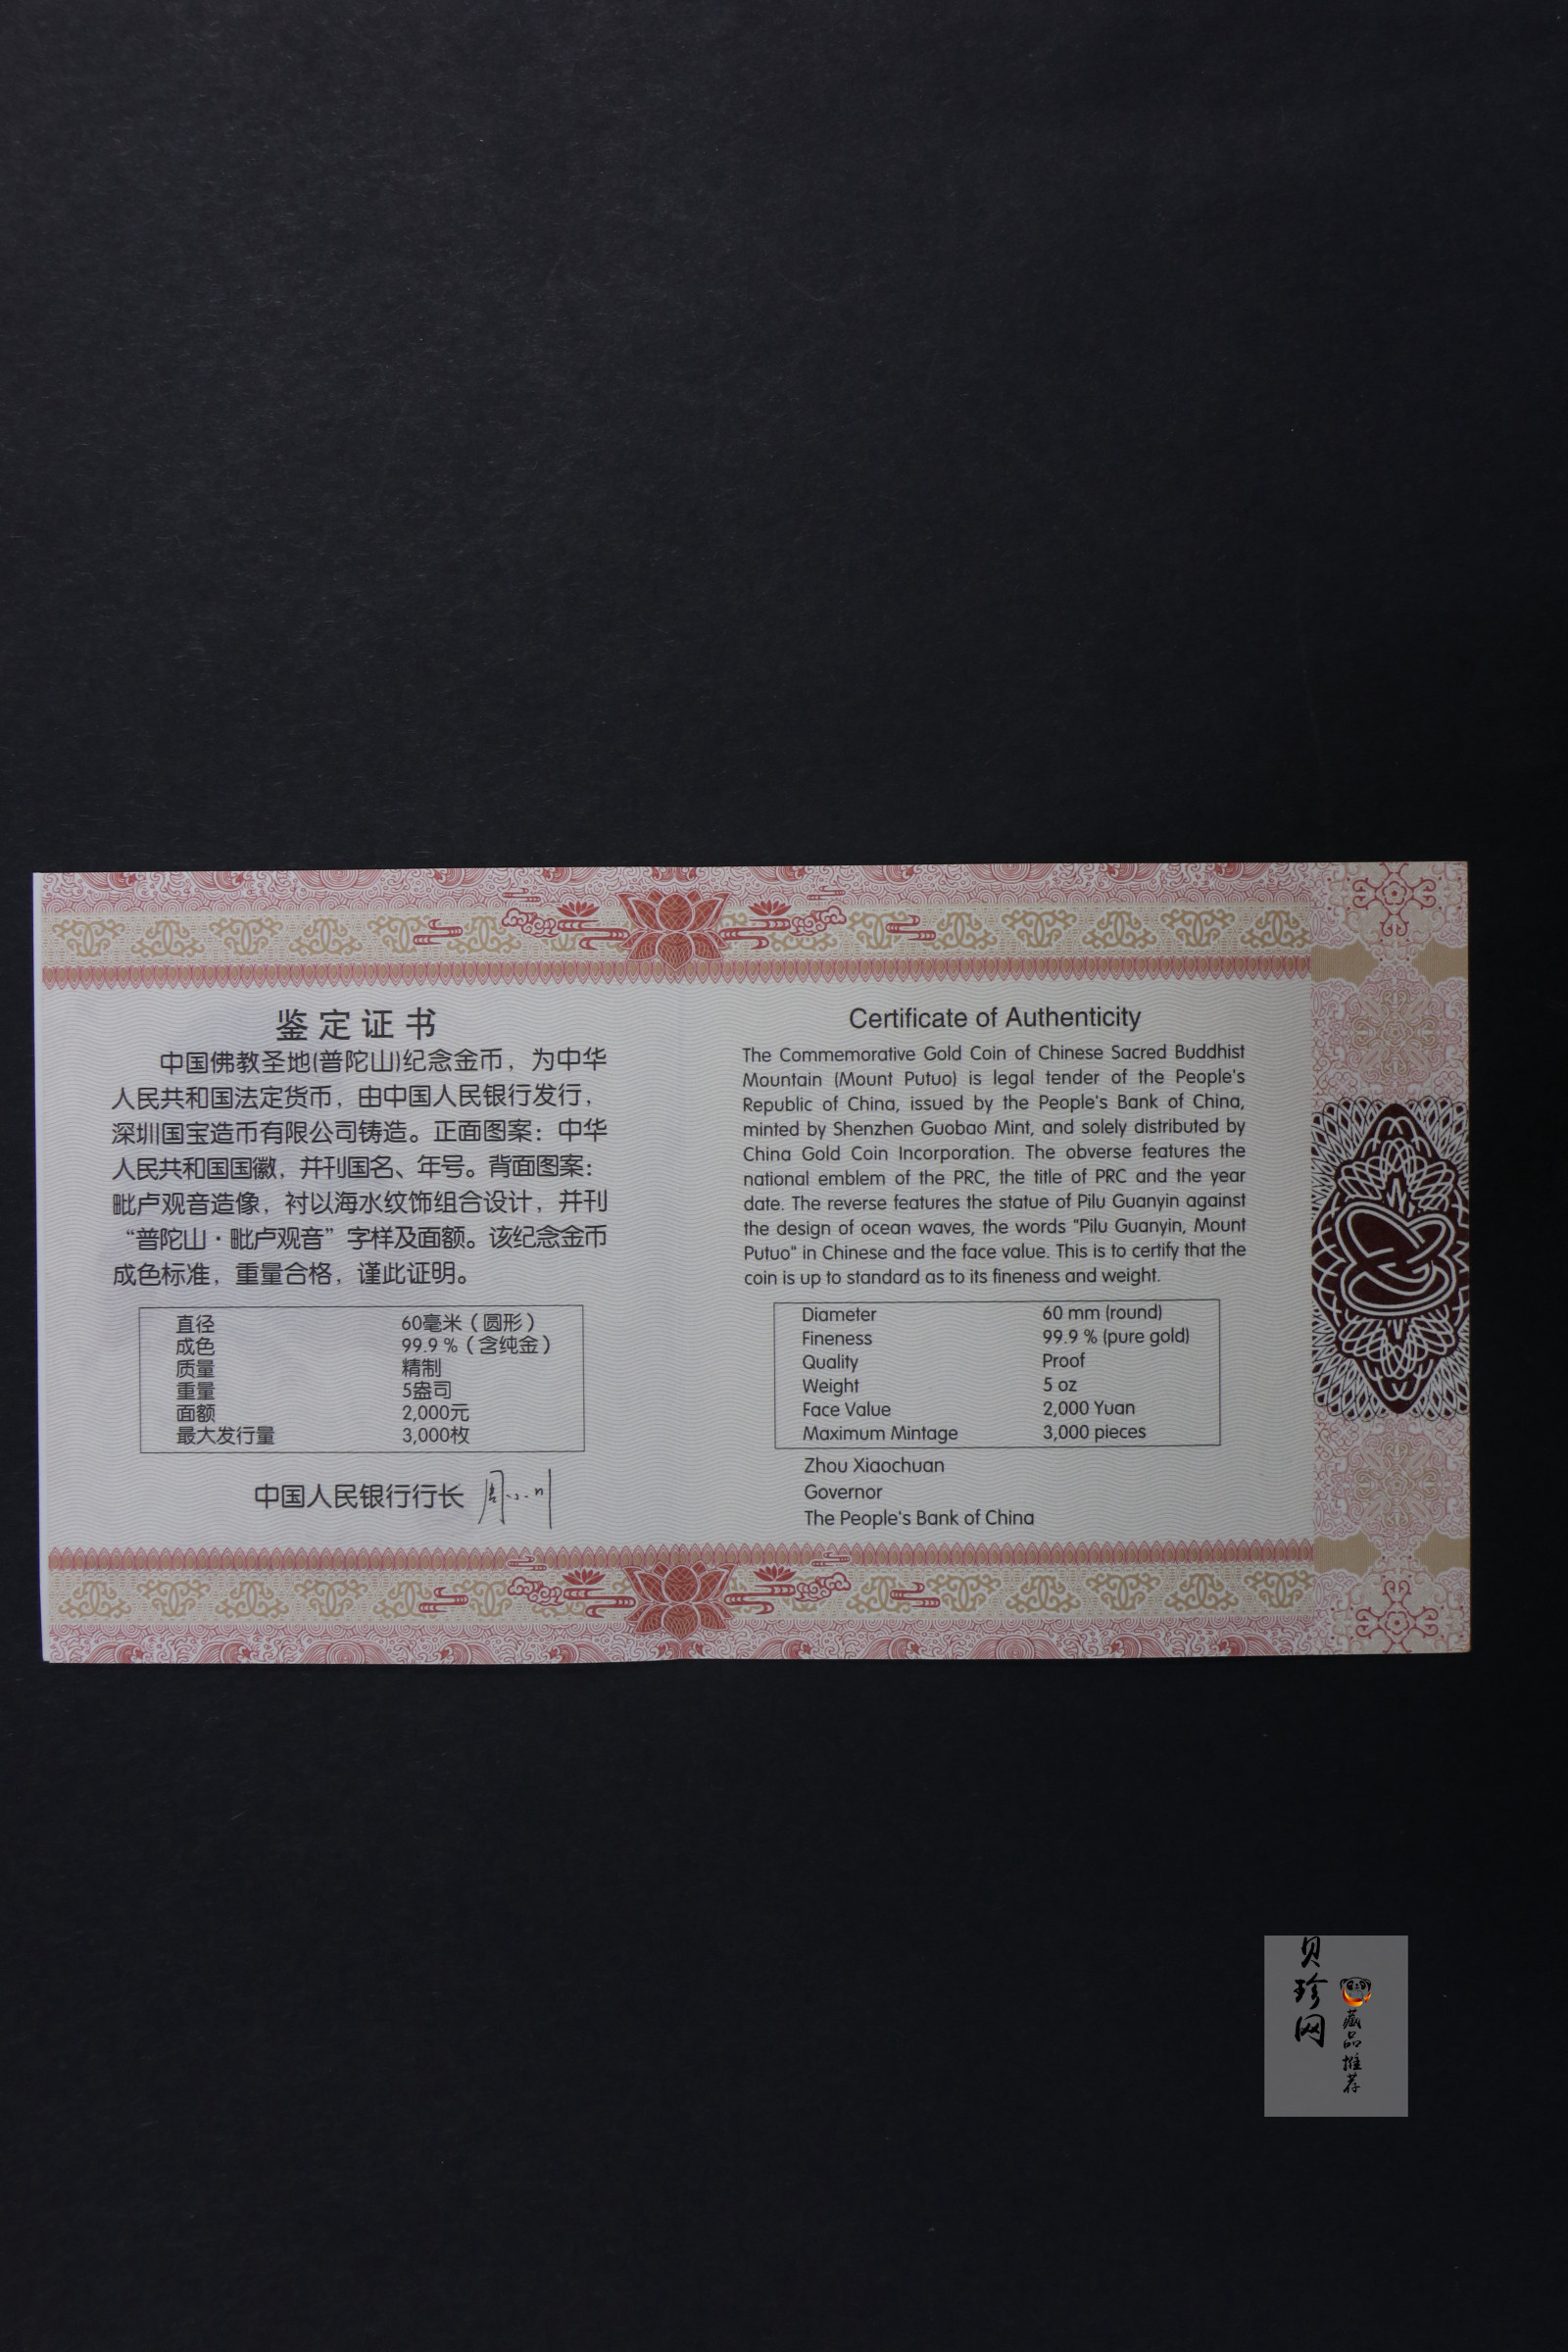 鉴定证书
中国佛教圣地(普陀山)纪念金币，为中华
人民共和国法定货币，由中国人民银行发行，
深圳国宝造币有限公司铸造。正面图案：中华
人民共和国国徽，并刊国名、年号。背面图案：
毗卢观音造像，衬以海水纹饰组合设计，并刊
“普陀山·毗卢观音”字样及面额。该纪念金币
成色标准，重量合格，谨此证明。
直径 60毫米（圆形）
成色 99.9％（含纯金）
质量 精制
重量 5盎司
面额 2,000元
最大发行量 3,000枚
中国人民银行行长 周小川
Certificate of Authenticity
The Commemorative Gold Coin of Chinese Sacred Buddhist
Mountain (Mount Putuo) is legal tender of the People's
Republic of China, issued by the People's Bank of China,
minted by Shenzhen Guobao Mint, and solely distributed by
China Gold Coin Incorporation. The obverse features the
national emblem of the PRC, the title of PRC and the year
date. The reverse features the statue of Pilu Guanyin against
the design of ocean waves, the words "Pilu Guanyin, Mount
Putuo" in Chinese and the face value. This is to certify that the
coin is up to standard as to its fineness and weight.
Diameter 60 mm (round)
Fineness 99.9 % (pure gold)
Quality Proof
Weight 5 oz
Face Value 2,000 Yuan
Maximum Mintage 3,000 pieces
Zhou Xiaochuan
Governor
The People's Bank of China
贝珍网
藏品推荐